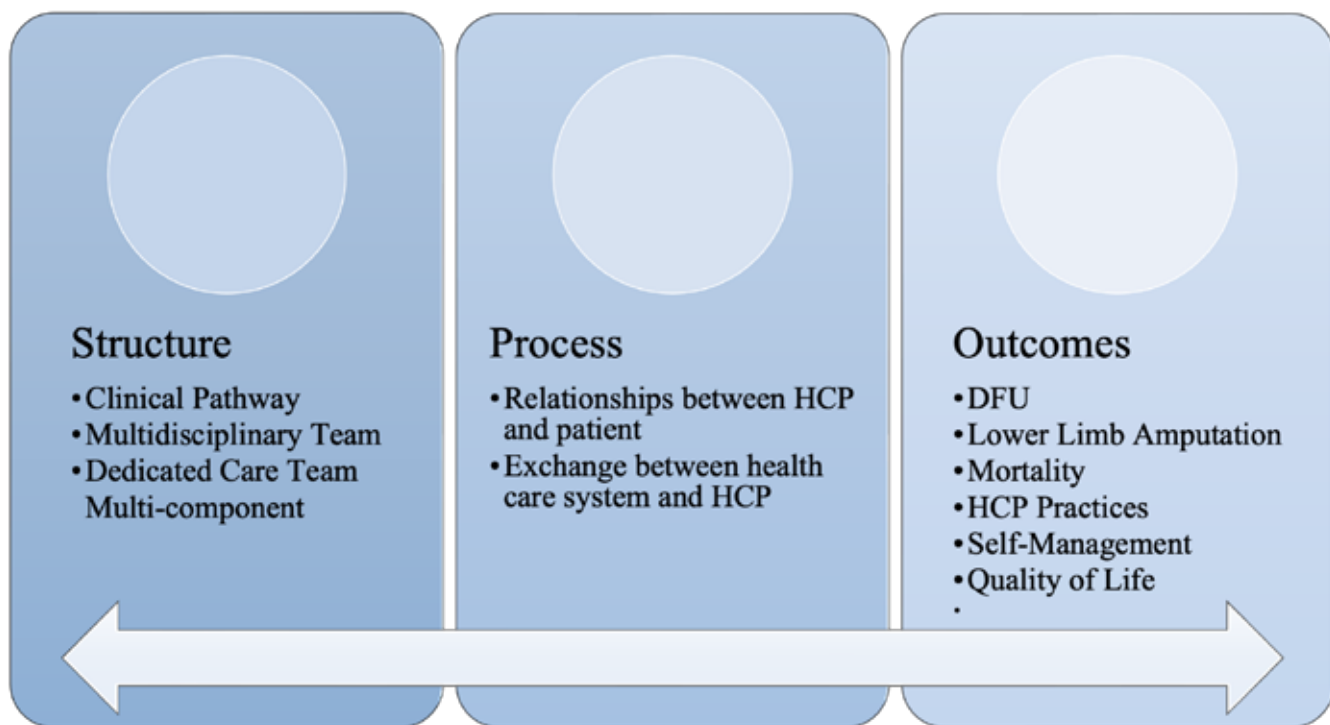 Structure
•Clinical Pathway
•Multidisciplinary Team
•Dedicated Care Team
Multi-component
Process
•Relationships between HCP
and patient
•Exchange between health
care system and HCP
Outcomes
•DFU
•Lower Limb Amputation
•Mortality
•HCP Practices
•Self-Management
•Quality of Life
•